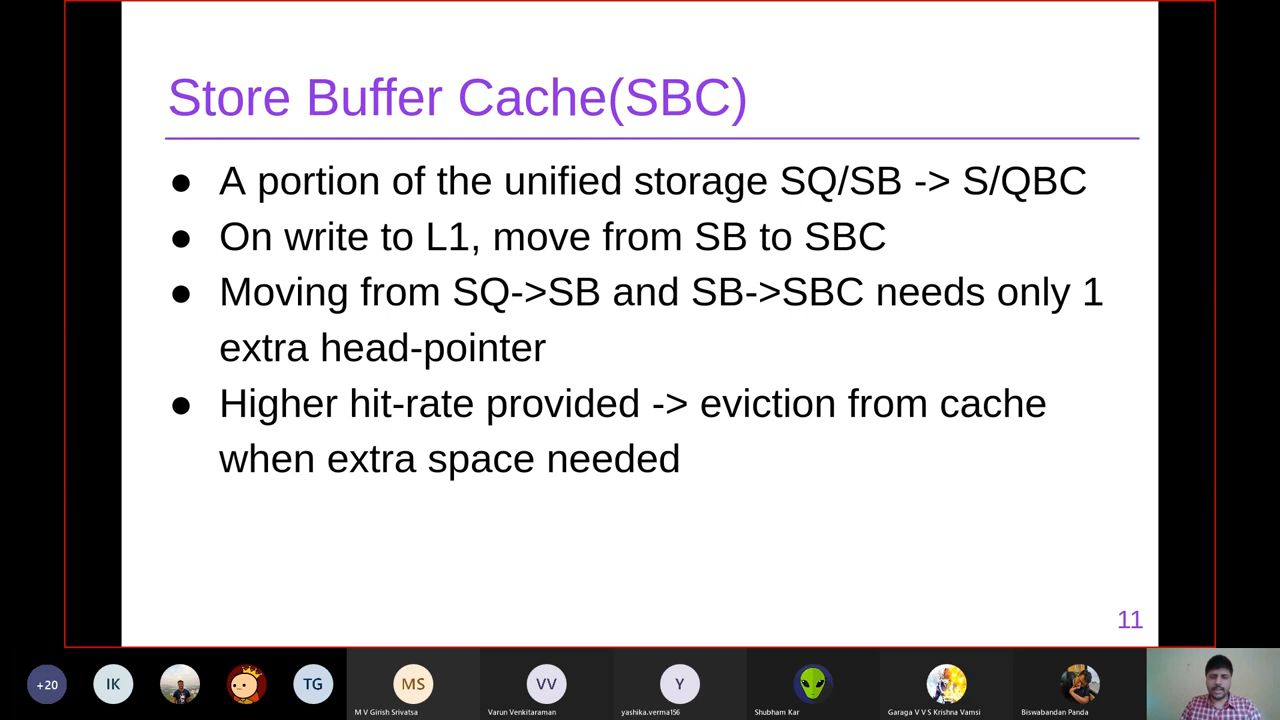 Store Buffer Cache(SBC)
● A portion of the unified storage SQ/SB -> S/QBC
● On write to L1, move from SB to SBC
● Moving from SQ->SB and SB->SBC needs only 1
extra head-pointer
● Higher hit-rate provided -> eviction from cache
when extra space needed
11
+20
IK
TG
MS
VV
Y
M V Girish Srivatsa
Varun Venkitaraman
yashika.verma156
Shubham Kar
Garaga V V S Krishna Vamsi
Biswabandan Panda